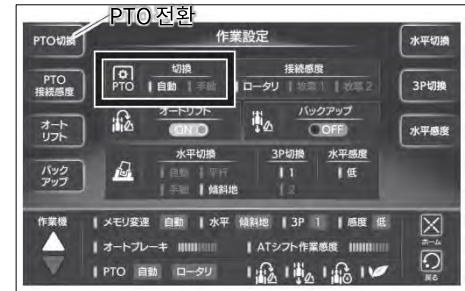 PTO 전환
PTO切換
作業設定
水平切換
切換
接続感度
PTO
自動
手動
ロータリ
牧草1
牧草2
PTO
接続感度
3P切換
オートリフト
ON
バックアップ
OFF
オート
リフト
水平感度
水平切換
3P切換
水平感度
自動
平行
1
低
手動
傾斜地
2
バック
アップ
作業機
メモリ変速 自動
水平 傾斜地
3P 1
感度 低
オートブレーキ
ATシフト作業感度
ホーム
PTO 自動 ロータリ
戻る